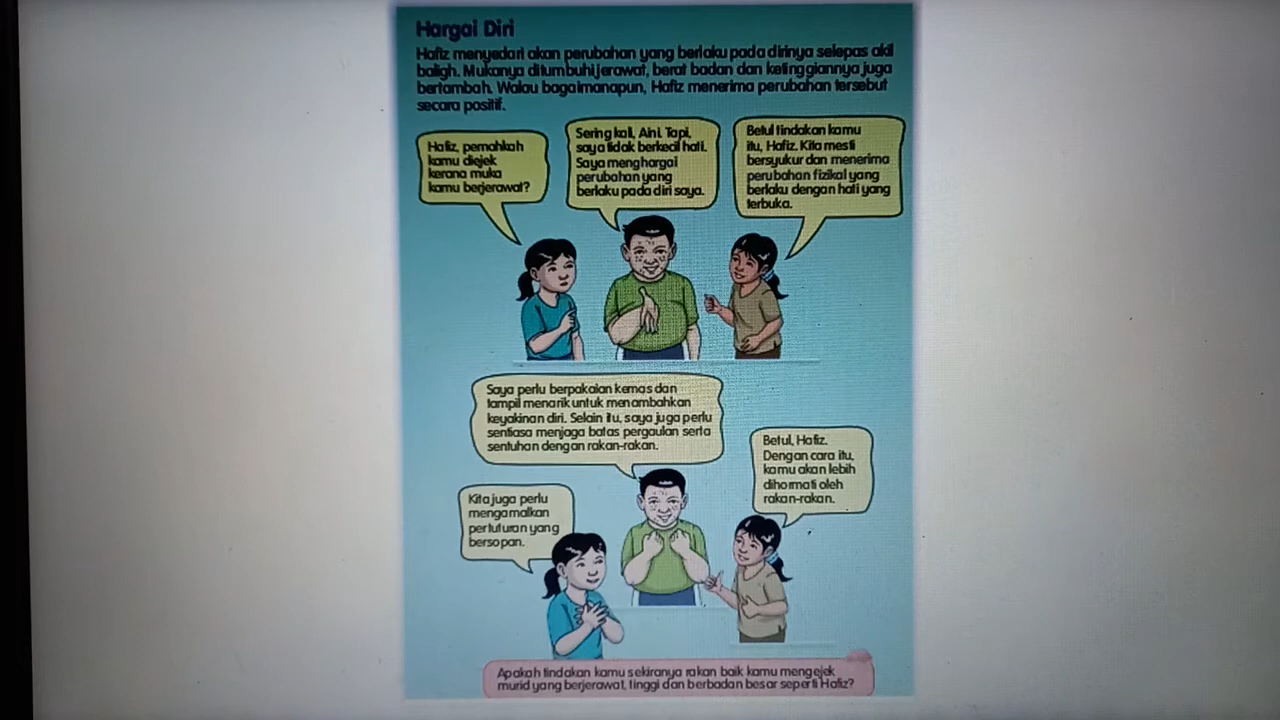 Hargai Diri
Hafiz menyedari akan perubahan yang berlaku pada dirinya selepas akil
baligh. Mukanya ditumbuhi jerawat, berat badan dan ketinggiannya juga
bertambah. Walau bagaimanapun, Hafiz menerima perubahan tersebut
secara positif.
Hafiz, pernahkah
kamu diejek
kerana muka
kamu berjerawat?
Sering kali, Aini. Tapi,
saya tidak berkecil hati.
Saya menghargai
perubahan yang
berlaku pada diri saya.
Betul tindakan kamu
itu, Hafiz. Kita mesti
bersyukur dan menerima
perubahan fizikal yang
berlaku dengan hati yang
terbuka.
Saya perlu berpakaian kemas dan
tampil menarik untuk menambahkan
keyakinan diri. Selain itu, saya juga perlu
sentiasa menjaga batas pergaulan serta
sentuhan dengan rakan-rakan.
Betul, Hafiz.
Dengan cara itu,
kamu akan lebih
dihormati oleh
rakan-rakan.
Kita juga perlu
mengamalkan
pertuturan yang
bersopan.
Apakah tindakan kamu sekiranya rakan baik kamu mengejek
murid yang berjerawat, tinggi dan berbadan besar seperti Hafiz?